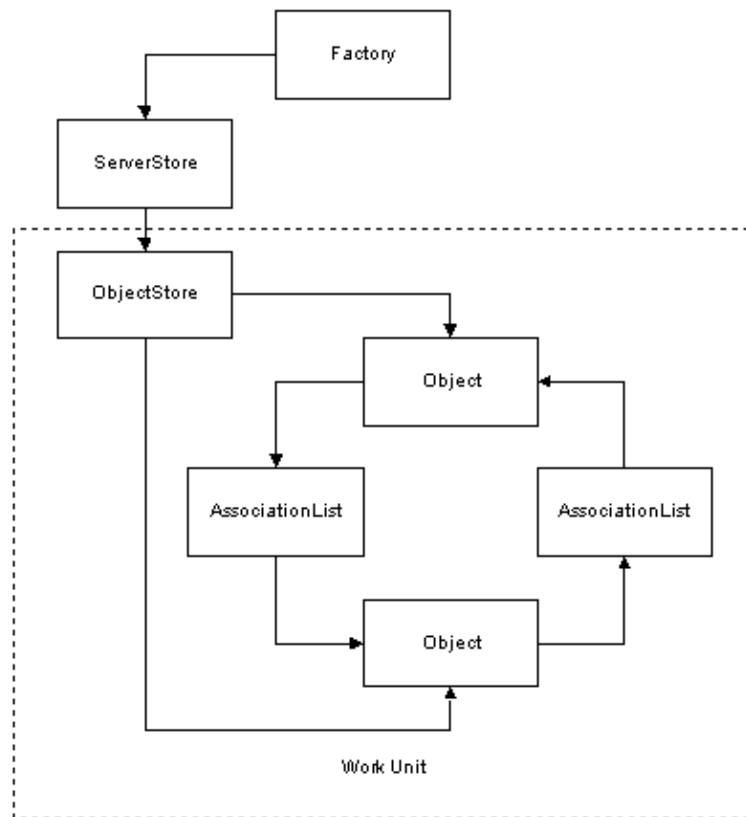 Factory
ServerStore
ObjectStore
Object
AssociationList
AssociationList
Object
Work Unit